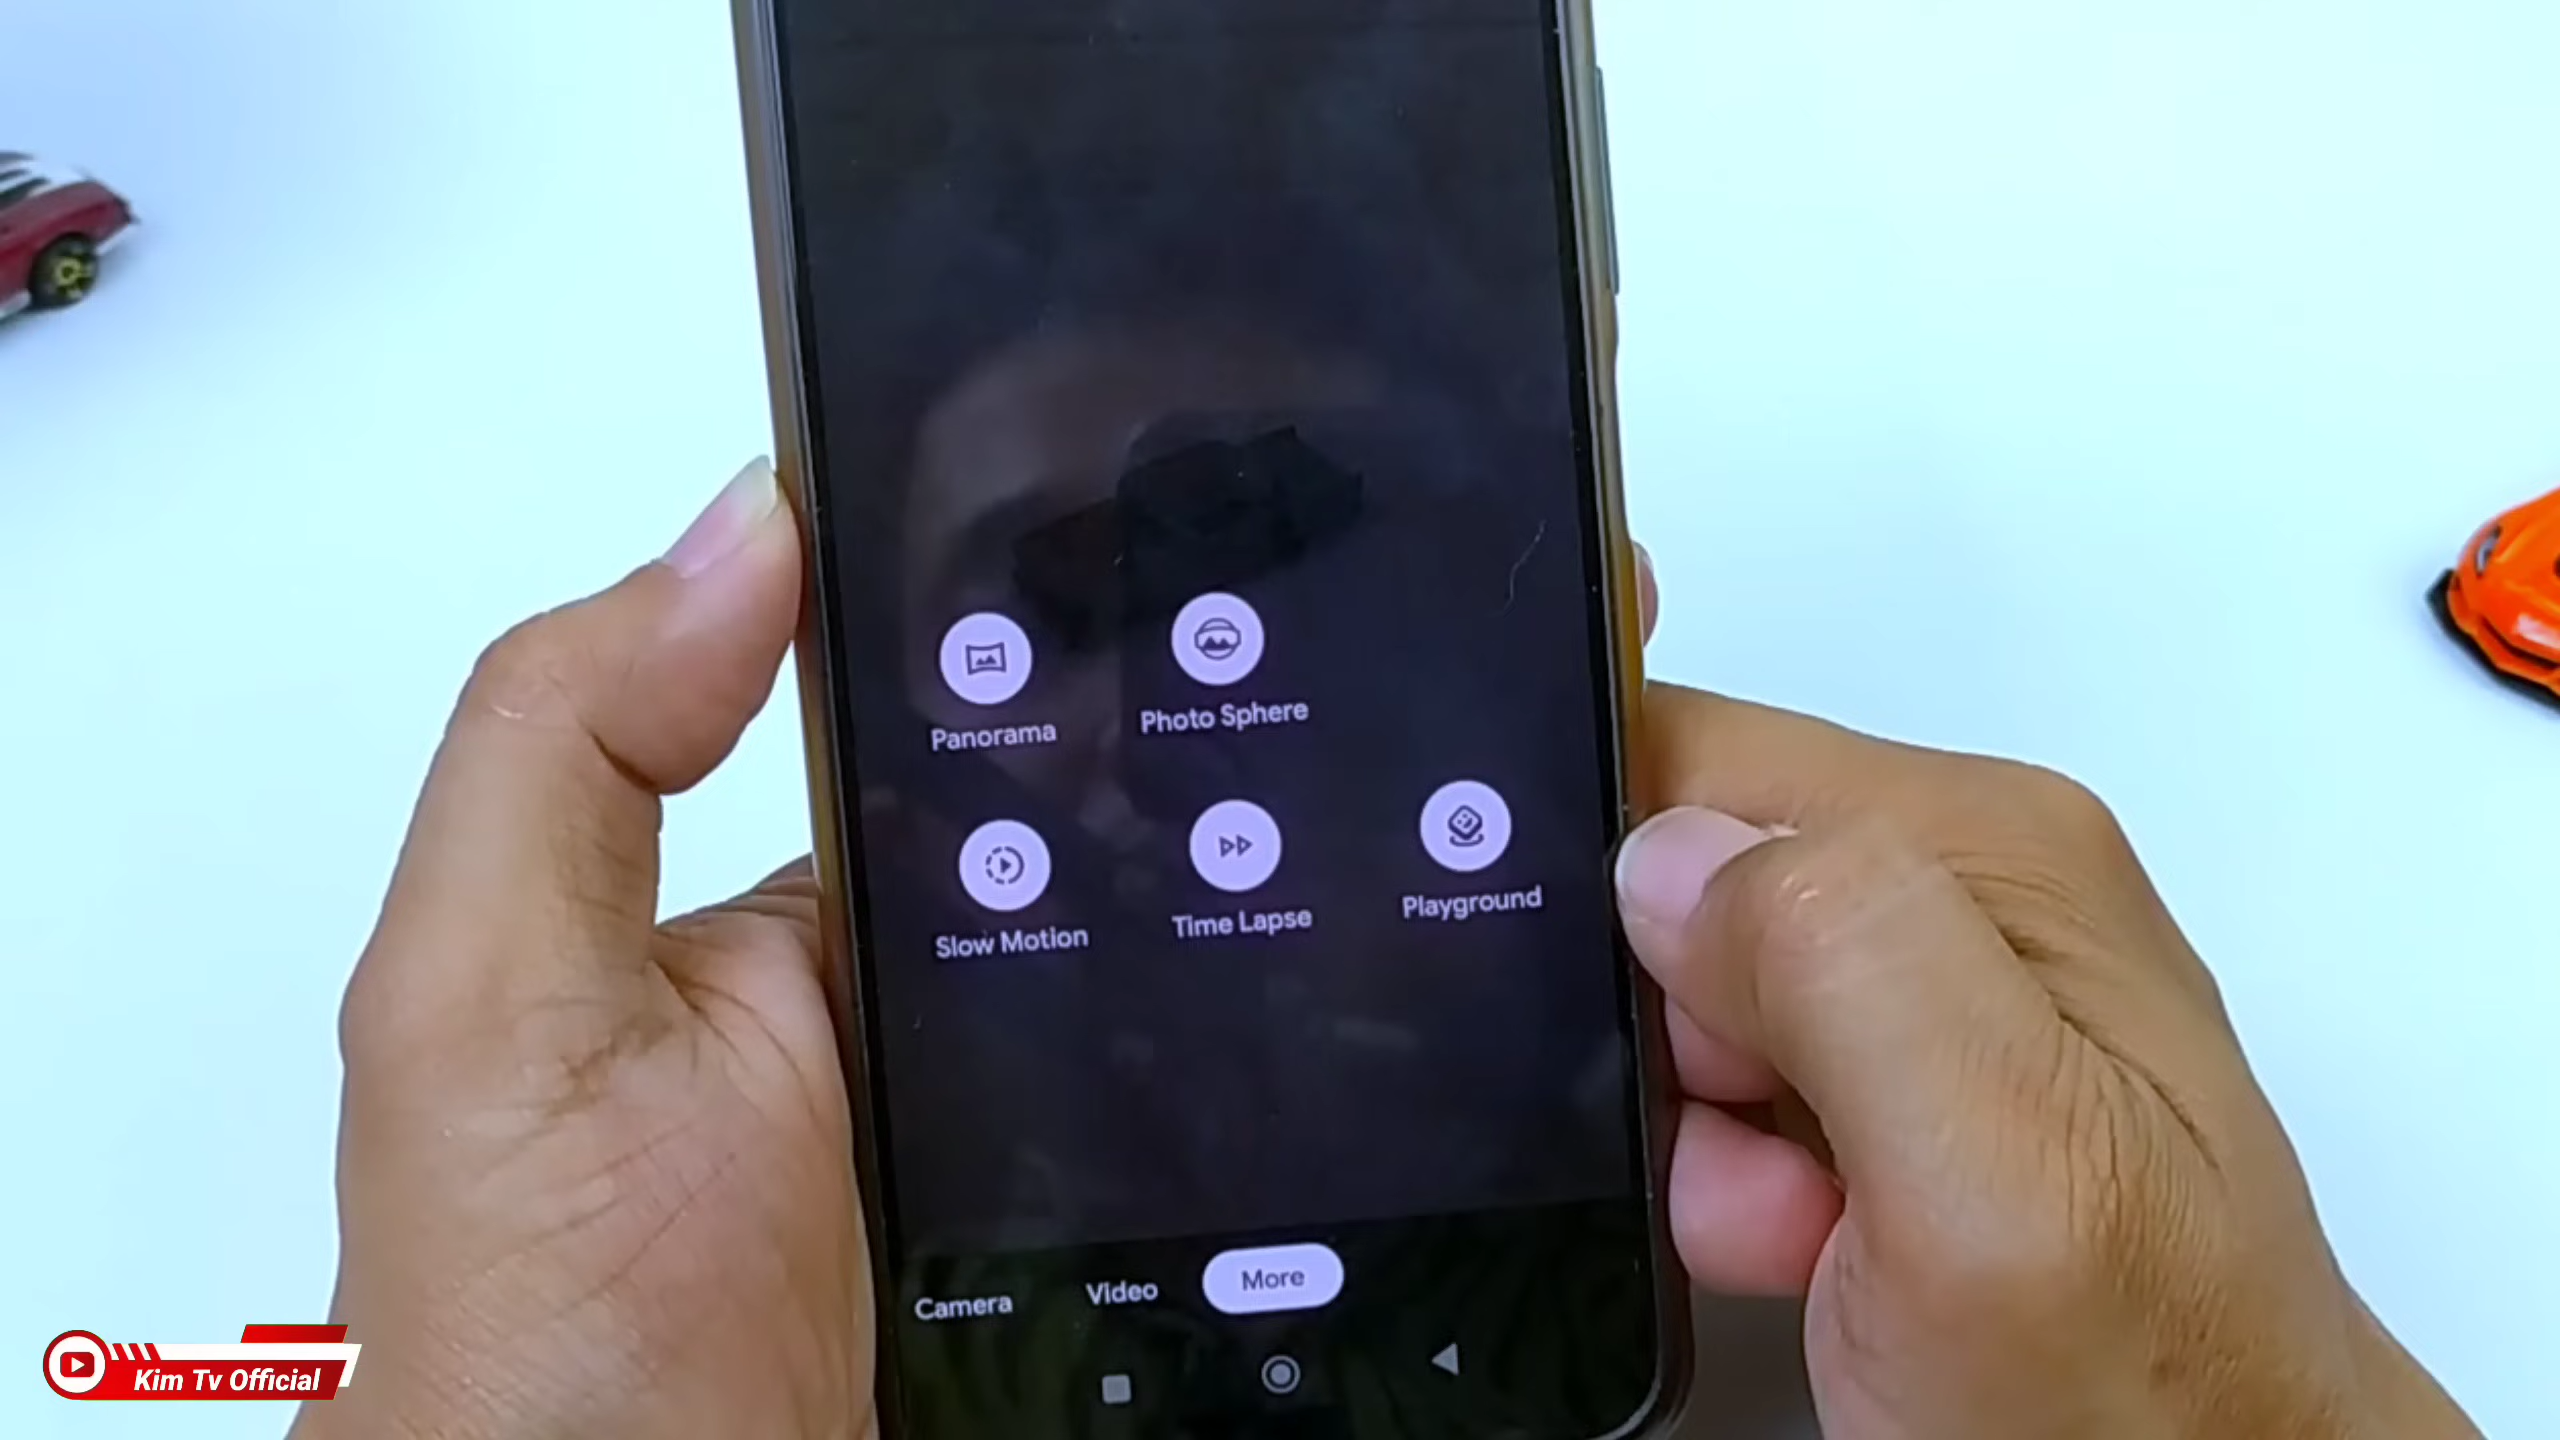 Panorama
Photo Sphere
Slow Motion
Time Lapse
Playground
Camera
Video
More
Kim Tv Official